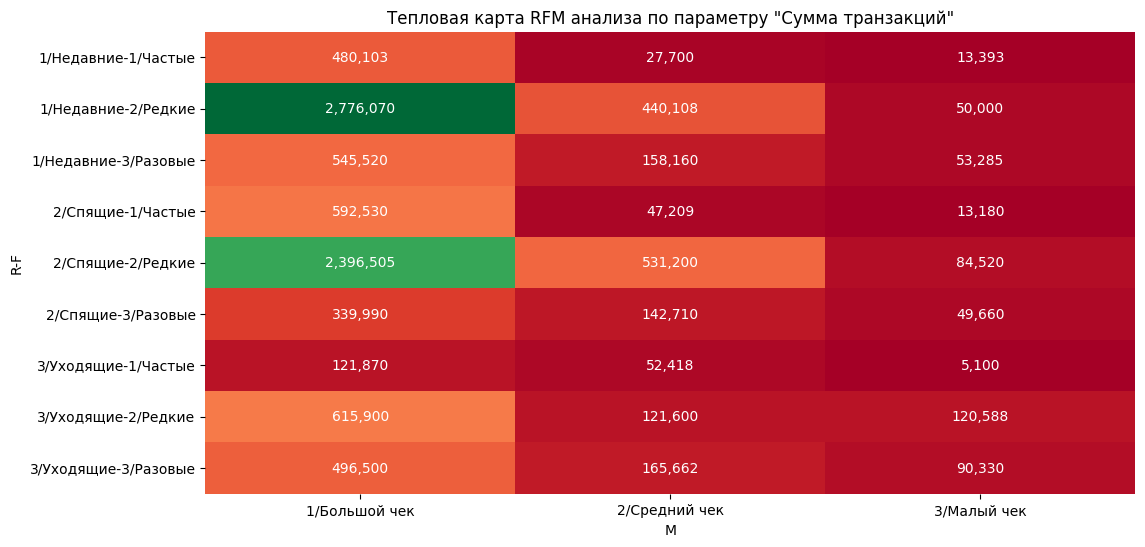 Тепловая карта RFM анализа по параметру "Сумма транзакций"
R-F
1/Недавние-1/Частые 480,103 27,700 13,393
1/Недавние-2/Редкие 2,776,070 440,108 50,000
1/Недавние-3/Разовые 545,520 158,160 53,285
2/Спящие-1/Частые 592,530 47,209 13,180
2/Спящие-2/Редкие 2,396,505 531,200 84,520
2/Спящие-3/Разовые 339,990 142,710 49,660
3/Уходящие-1/Частые 121,870 52,418 5,100
3/Уходящие-2/Редкие 615,900 121,600 120,588
3/Уходящие-3/Разовые 496,500 165,662 90,330
1/Большой чек 2/Средний чек 3/Малый чек
M